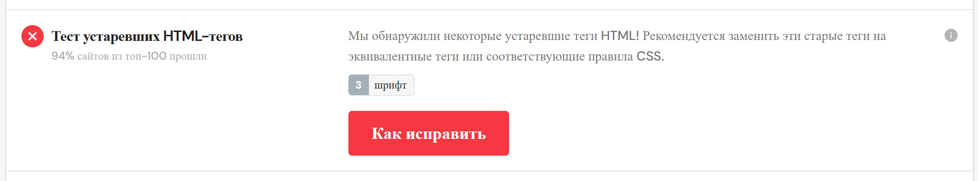 Тест устаревших HTML-тегов
94% сайтов из топ-100 прошли
Мы обнаружили некоторые устаревшие теги HTML! Рекомендуется заменить эти старые теги на
эквивалентные теги или соответствующие правила CSS.
3 шрифт
Как исправить